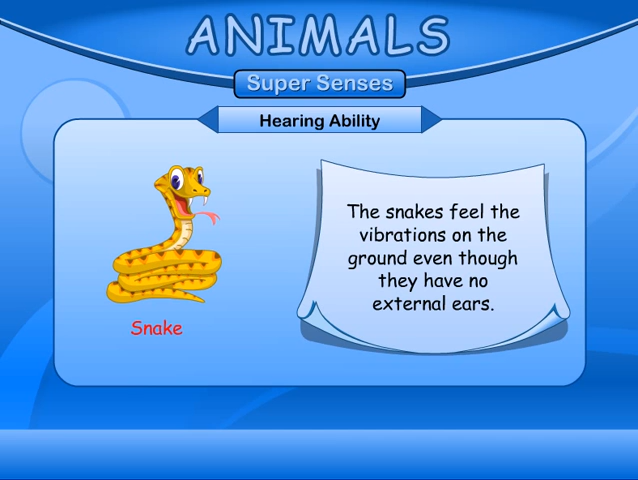 ANIMALS
Super Senses
Hearing Ability
The snakes feel the
vibrations on the
ground even though
they have no
external ears.
Snake